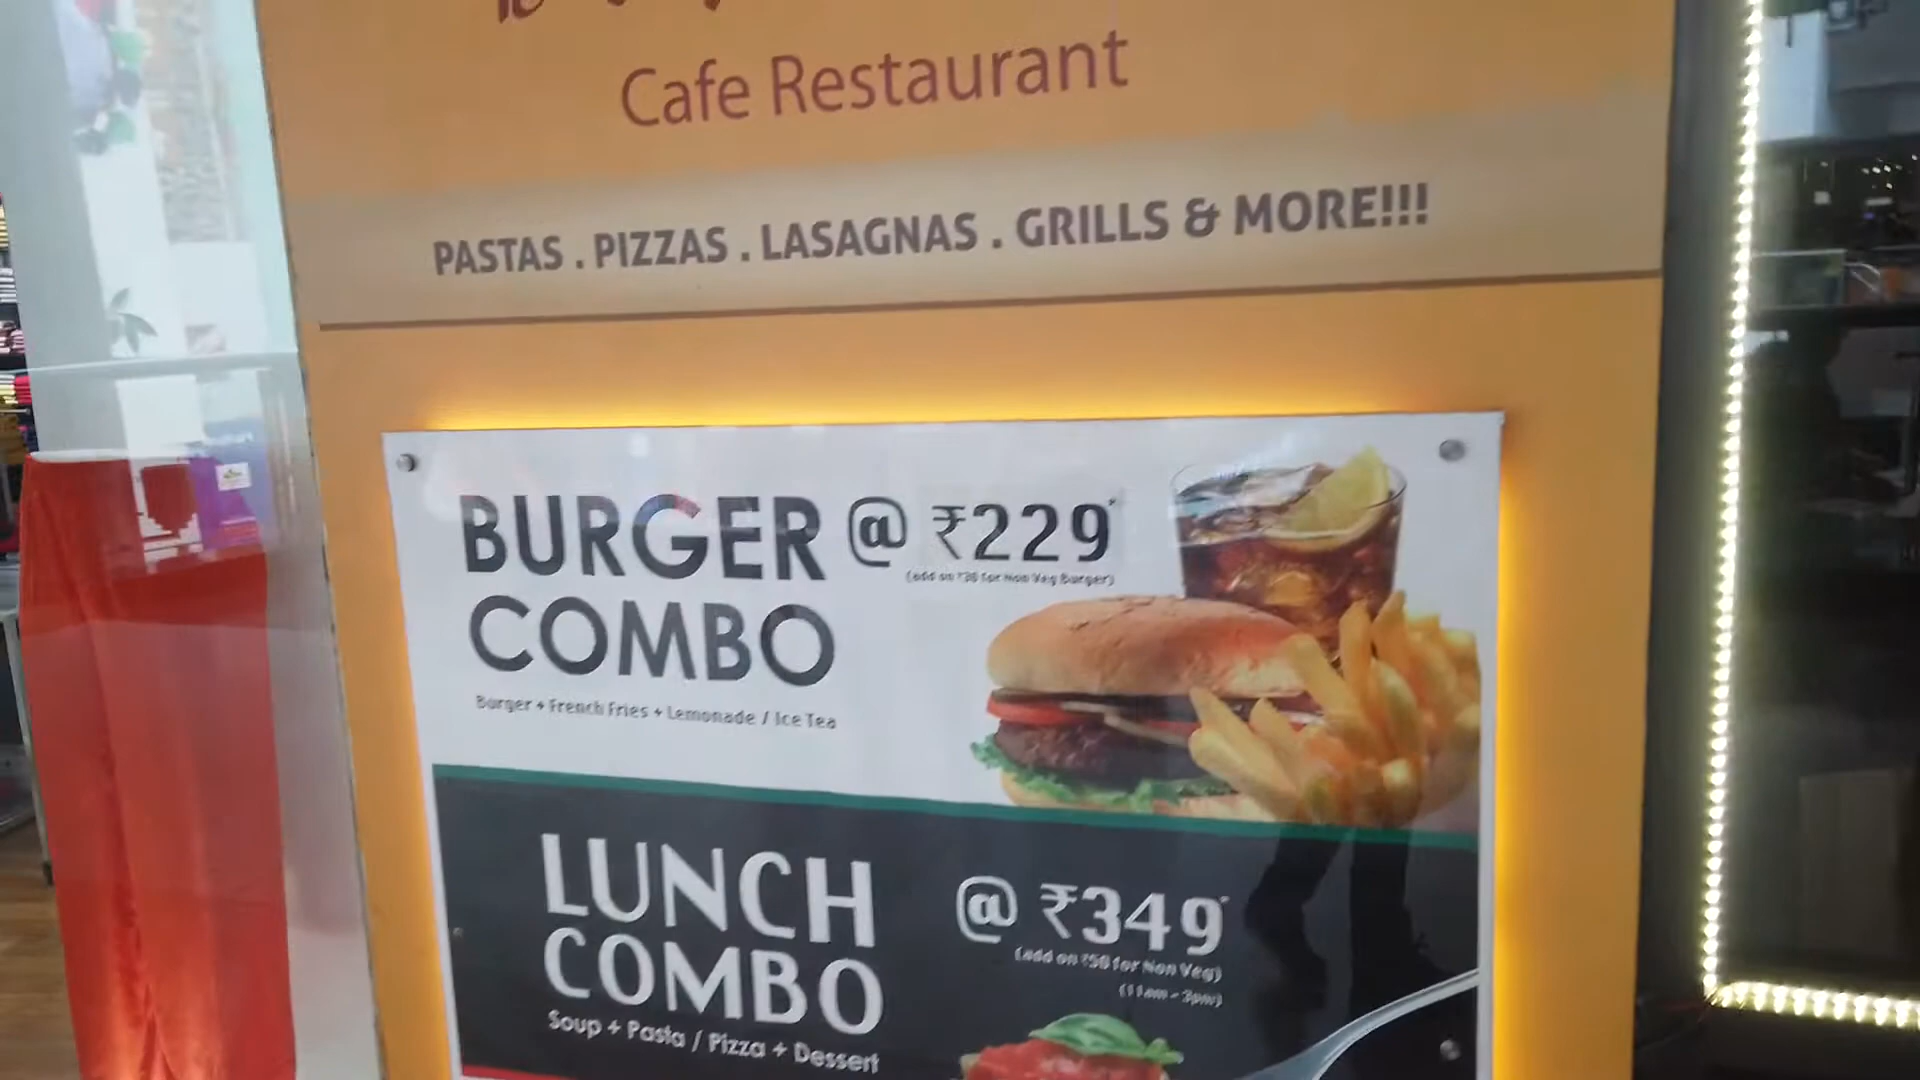 Cafe Restaurant
PASTAS . PIZZAS . LASAGNAS . GRILLS & MORE!!!
BURGER @ ₹229*
(add on ₹30 for Non Veg Burger)
COMBO
Burger + French Fries + Lemonade / Ice Tea
LUNCH
COMBO
@ ₹349*
(add on ₹50 for Non Veg)
(11am - 3pm)
Soup + Pasta / Pizza + Dessert